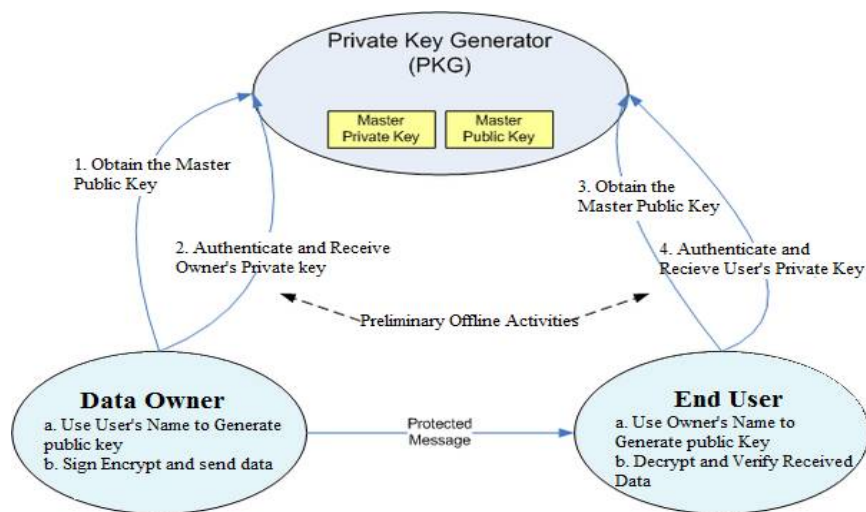 Private Key Generator
(PKG)
Master
Private Key
Master
Public Key
1. Obtain the Master
Public Key
2. Authenticate and Receive
Owner's Private key
3. Obtain the
Master Public Key
4. Authenticate and
Recieve User's Private Key
Preliminary Offline Activities
Data Owner
a. Use User's Name to Generate
public key
b. Sign Encrypt and send data
Protected
Message
End User
a. Use Owner's Name to
Generate public Key
b. Decrypt and Verify Received
Data